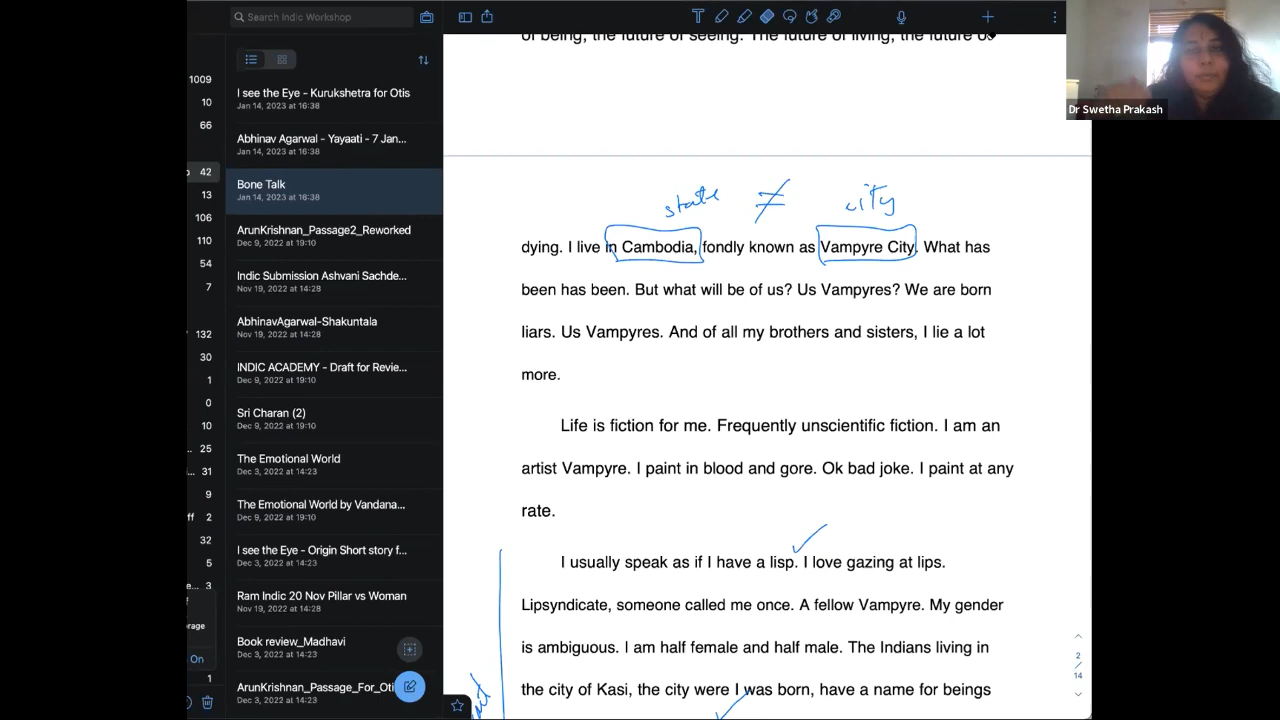 Search Indic Workshop
1009
10
66
42
13
106
110
54
7
132
30
1
0
10
25
31
9
2
32
5
3
On
1
I see the Eye - Kurukshetra for Otis
Jan 14, 2023 at 16:38
Abhinav Agarwal - Yayaati - 7 Jan...
Jan 14, 2023 at 16:38
Bone Talk
Jan 14, 2023 at 16:38
ArunKrishnan_Passage2_Reworked
Dec 9, 2022 at 19:10
Indic Submission Ashvani Sachde...
Nov 19, 2022 at 14:28
AbhinavAgarwal-Shakuntala
Nov 19, 2022 at 14:28
INDIC ACADEMY - Draft for Revie...
Dec 9, 2022 at 19:10
Sri Charan (2)
Dec 9, 2022 at 19:10
The Emotional World
Dec 3, 2022 at 14:23
The Emotional World by Vandana...
Dec 9, 2022 at 19:10
I see the Eye - Origin Short story f...
Dec 3, 2022 at 14:23
Ram Indic 20 Nov Pillar vs Woman
Nov 19, 2022 at 14:28
Book review_Madhavi
Dec 3, 2022 at 14:23
ArunKrishnan_Passage_For_Oti
Dec 3, 2022 at 14:23
of being, the future of seeing. The future of living, the future of
state ≠ city
dying. I live in Cambodia, fondly known as Vampyre City. What has
been has been. But what will be of us? Us Vampyres? We are born
liars. Us Vampyres. And of all my brothers and sisters, I lie a lot
more.
Life is fiction for me. Frequently unscientific fiction. I am an
artist Vampyre. I paint in blood and gore. Ok bad joke. I paint at any
rate.
I usually speak as if I have a lisp. I love gazing at lips.
Lipsyndicate, someone called me once. A fellow Vampyre. My gender
is ambiguous. I am half female and half male. The Indians living in
the city of Kasi, the city were I was born, have a name for beings
2
14
Dr Swetha Prakash